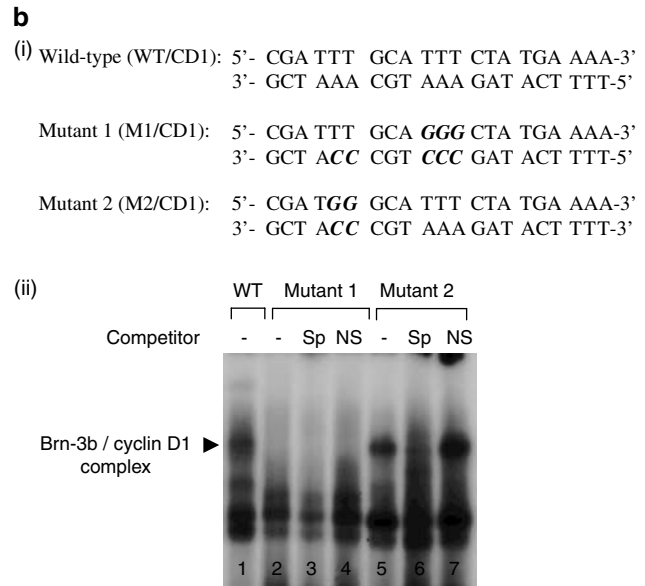 b
(i) Wild-type (WT/CD1): 5’- CGA TTT GCA TTT CTA TGA AAA-3’
3’- GCT AAA CGT AAA GAT ACT TTT-5’
Mutant 1 (M1/CD1): 5’- CGA TTT GCA GGG CTA TGA AAA-3’
3’- GCT ACC CGT CCC GAT ACT TTT-5’
Mutant 2 (M2/CD1): 5’- CGA TGG GCA TTT CTA TGA AAA-3’
3’- GCT ACC CGT AAA GAT ACT TTT-3’
(ii)
WT Mutant 1 Mutant 2
Competitor - - Sp NS - Sp NS
Brn-3b / cyclin D1
complex
1 2 3 4 5 6 7